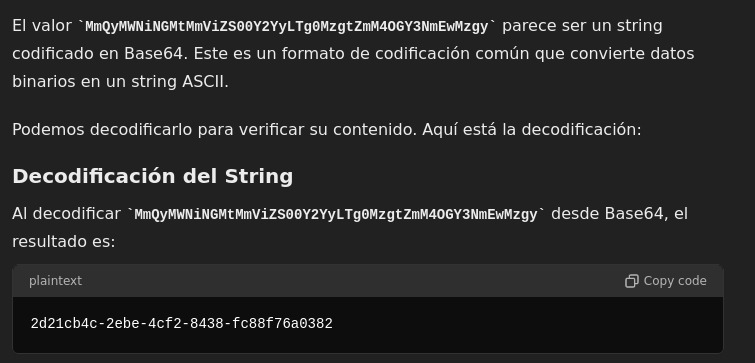 El valor `MmQyMWNiNGMtMmViZS00Y2YyLTg0MzgtZmM4OGY3NmEwMzgy` parece ser un string
codificado en Base64. Este es un formato de codificación común que convierte datos
binarios en un string ASCII.
Podemos decodificarlo para verificar su contenido. Aquí está la decodificación:
Decodificación del String
Al decodificar `MmQyMWNiNGMtMmViZS00Y2YyLTg0MzgtZmM4OGY3NmEwMzgy` desde Base64, el
resultado es:
plaintext Copy code
2d21cb4c-2ebe-4cf2-8438-fc88f76a0382